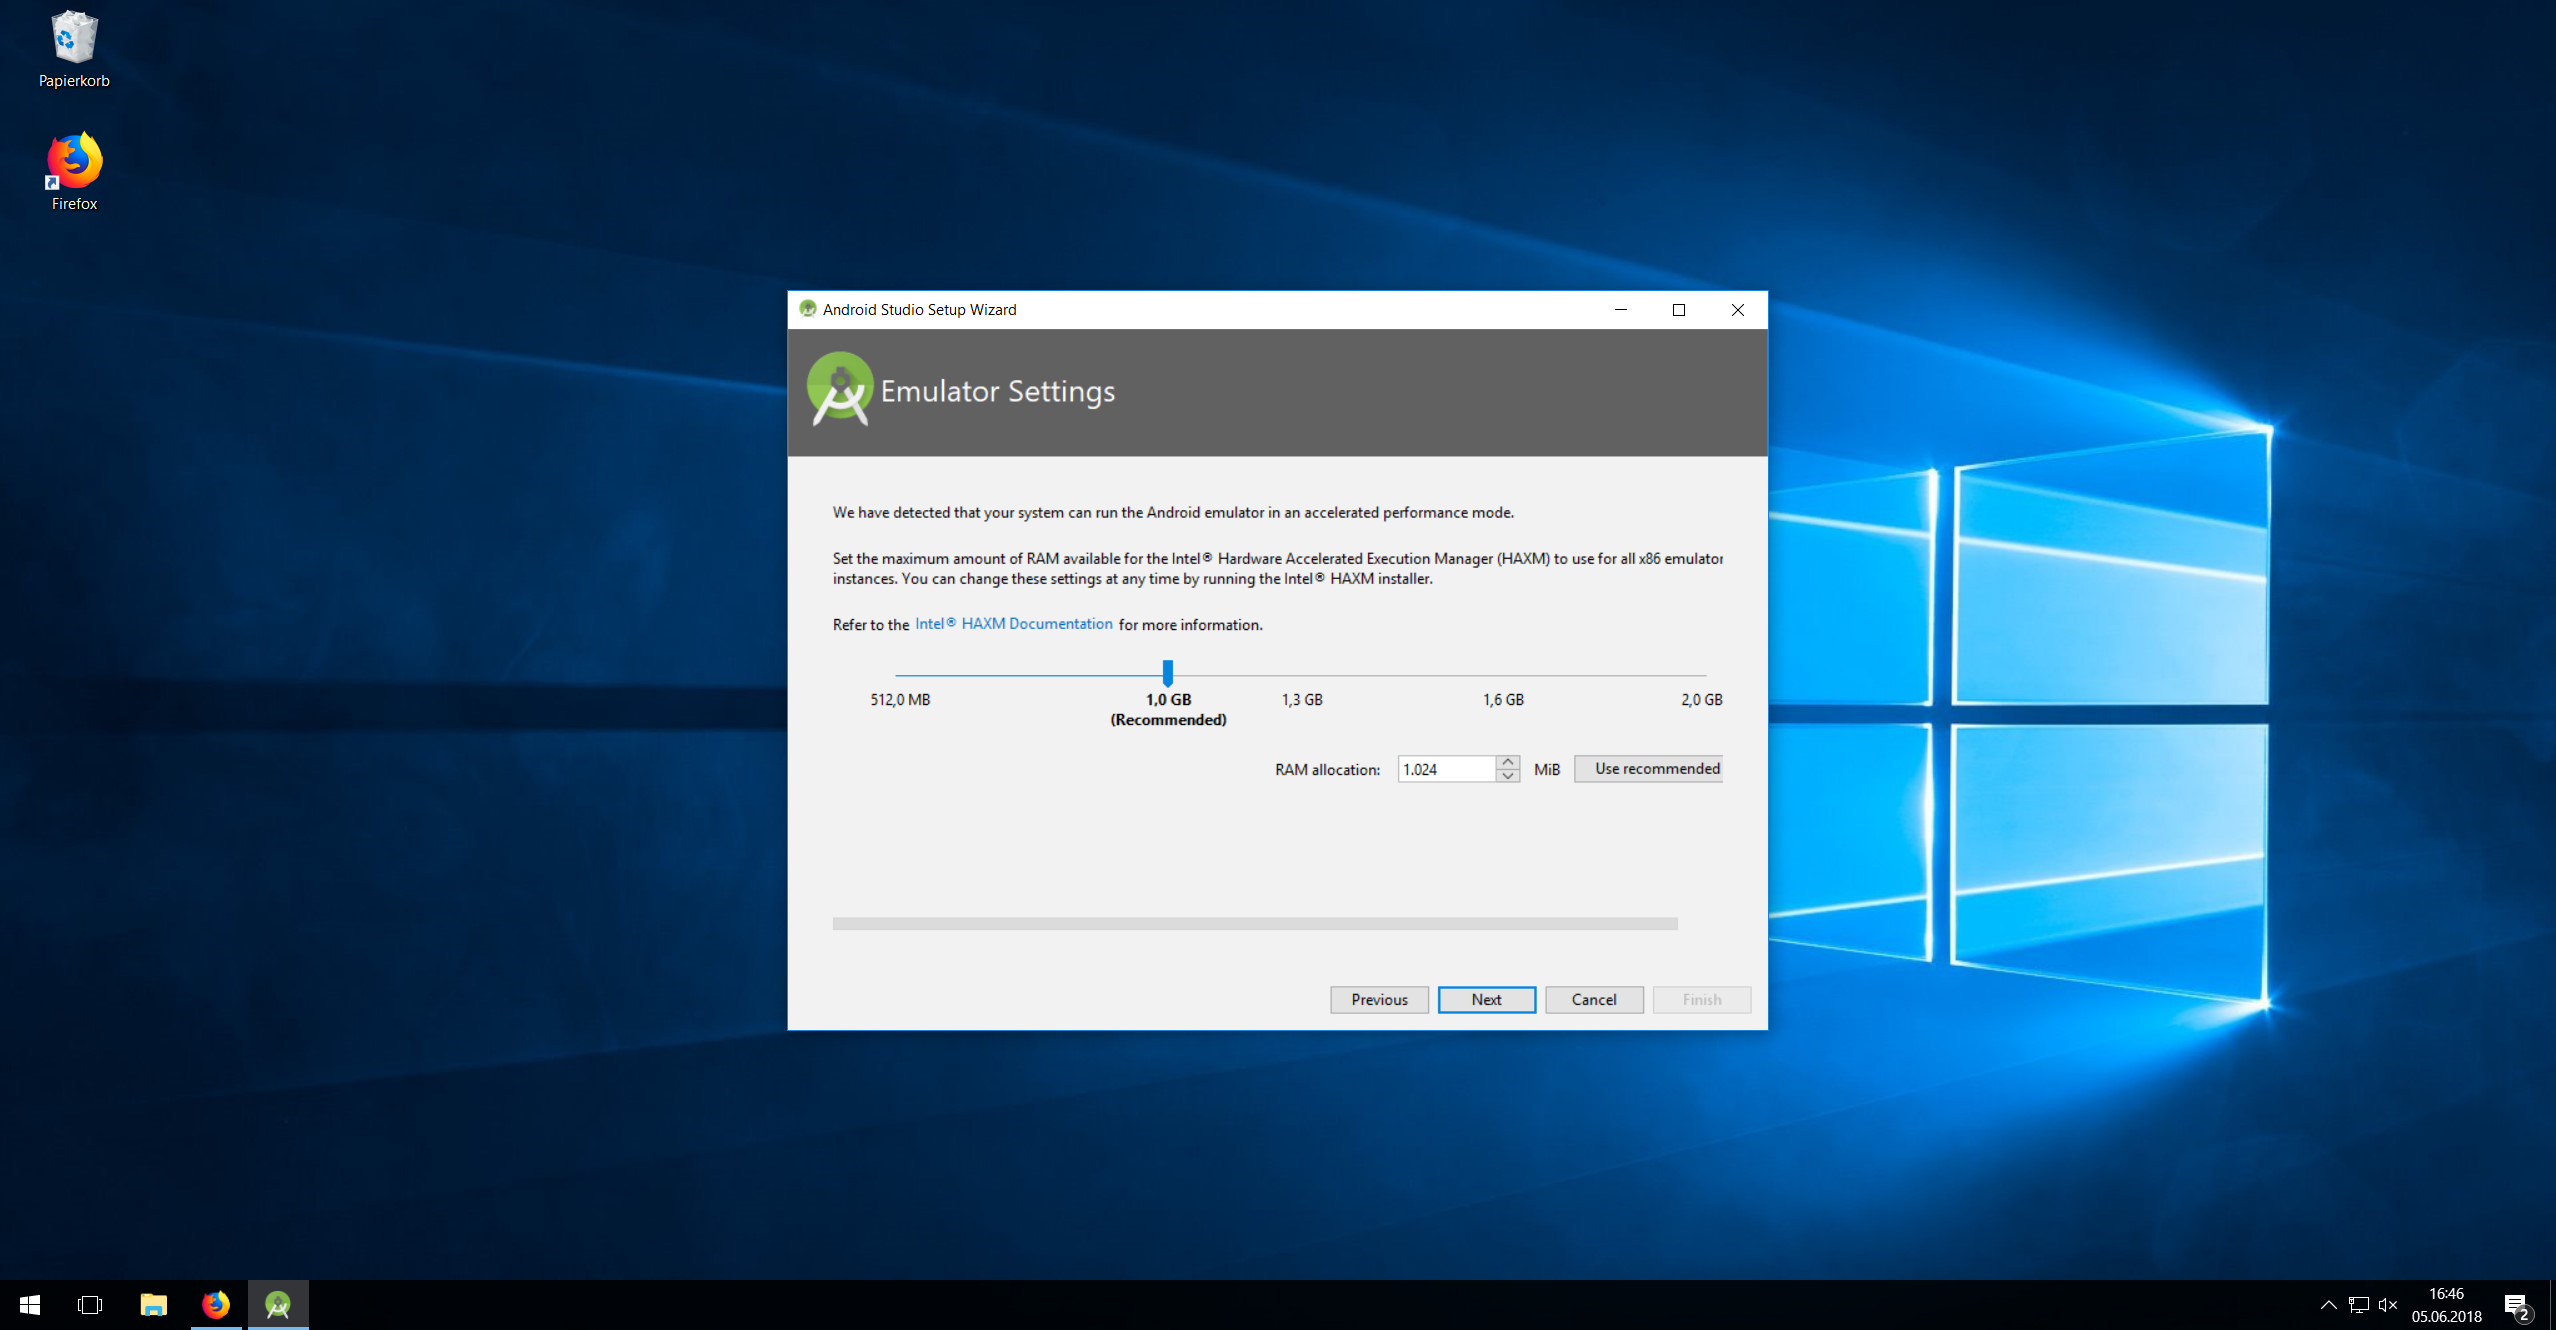 Papierkorb
Firefox
Android Studio Setup Wizard
Emulator Settings
We have detected that your system can run the Android emulator in an accelerated performance mode.
Set the maximum amount of RAM available for the Intel® Hardware Accelerated Execution Manager (HAXM) to use for all x86 emulator
instances. You can change these settings at any time by running the Intel® HAXM installer.
Refer to the Intel® HAXM Documentation for more information.
512,0 MB 1,0 GB 1,3 GB 1,6 GB 2,0 GB
(Recommended)
RAM allocation: 1.024 MiB Use recommended
Previous Next Cancel Finish
16:46
05.06.2018
2